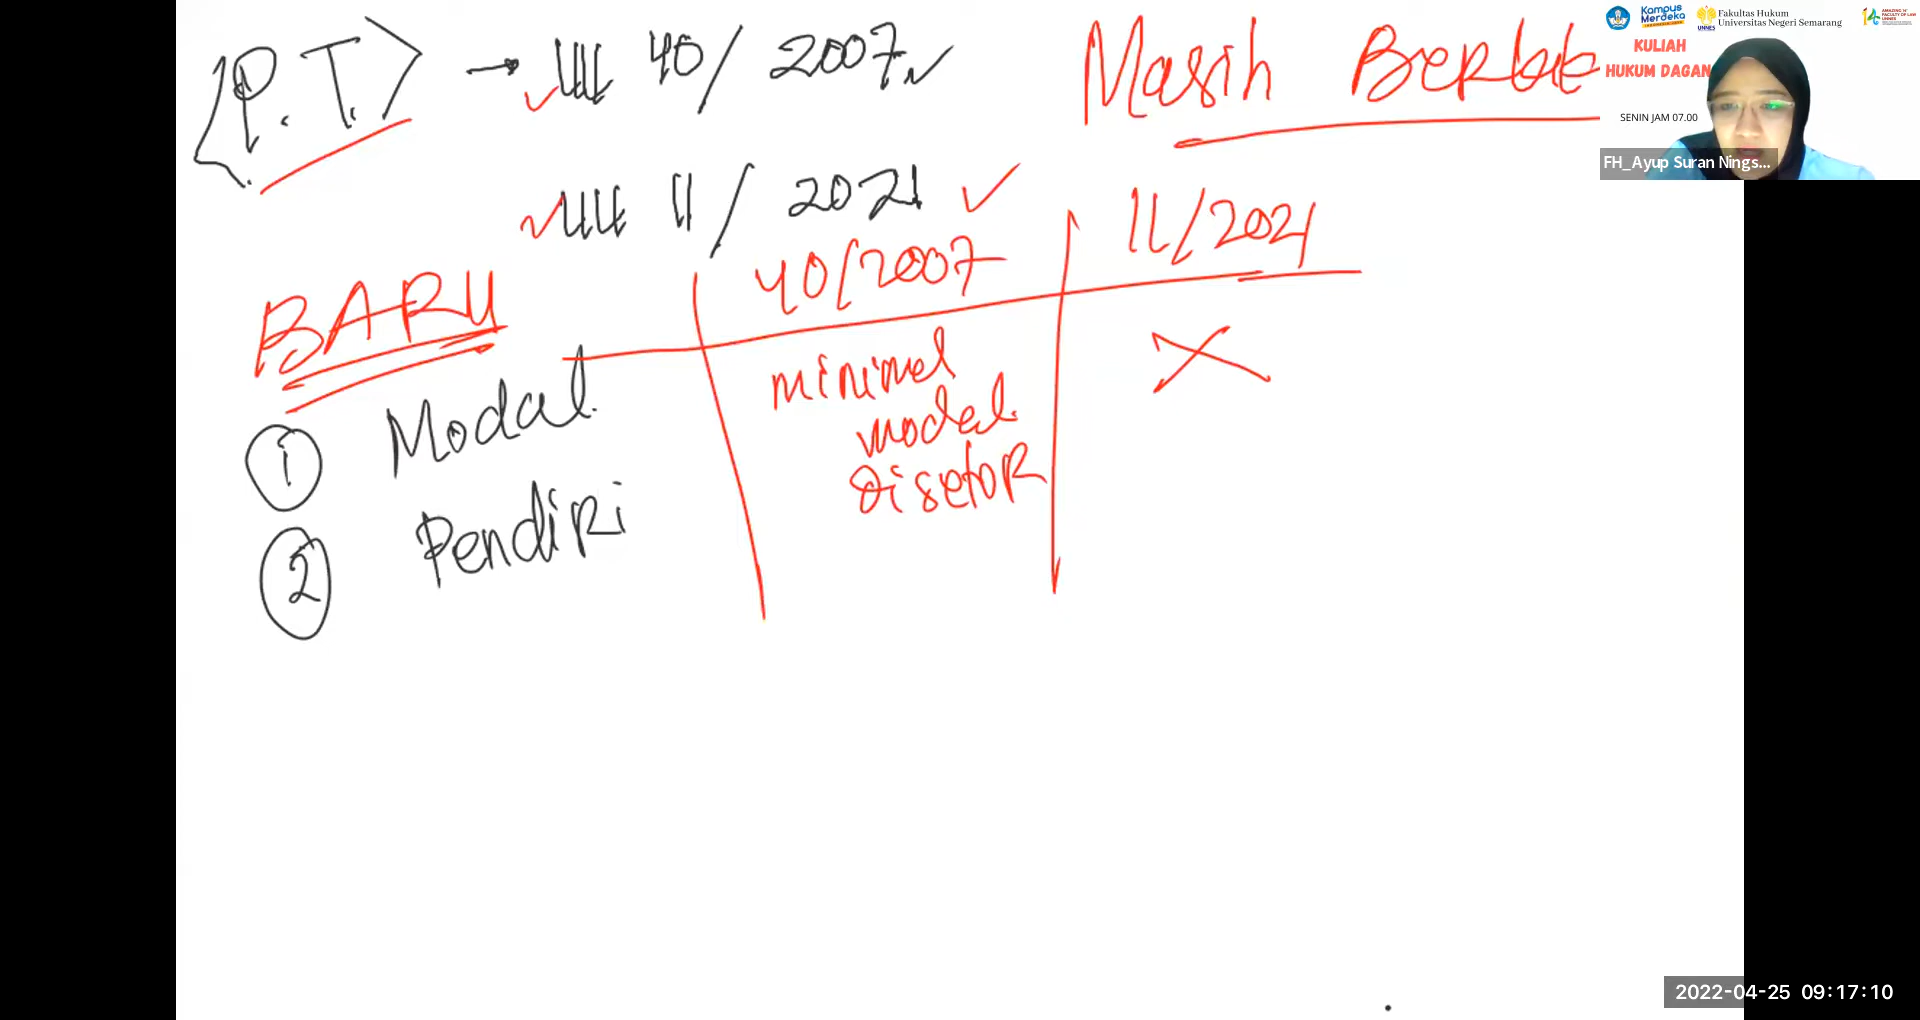 <P.T.> → UU 40/2007
Masih Berlak
UU 11/2021
40/2007
11/2021
BARU
① Modal
minimal
modal
disetor
② Pendiri
Kampus
Merdeka
UNNES
Fakultas Hukum
Universitas Negeri Semarang
KULIAH
HUKUM DAGAN
SENIN JAM 07.00
FH_Ayup Suran Nings...
2022-04-25 09:17:10